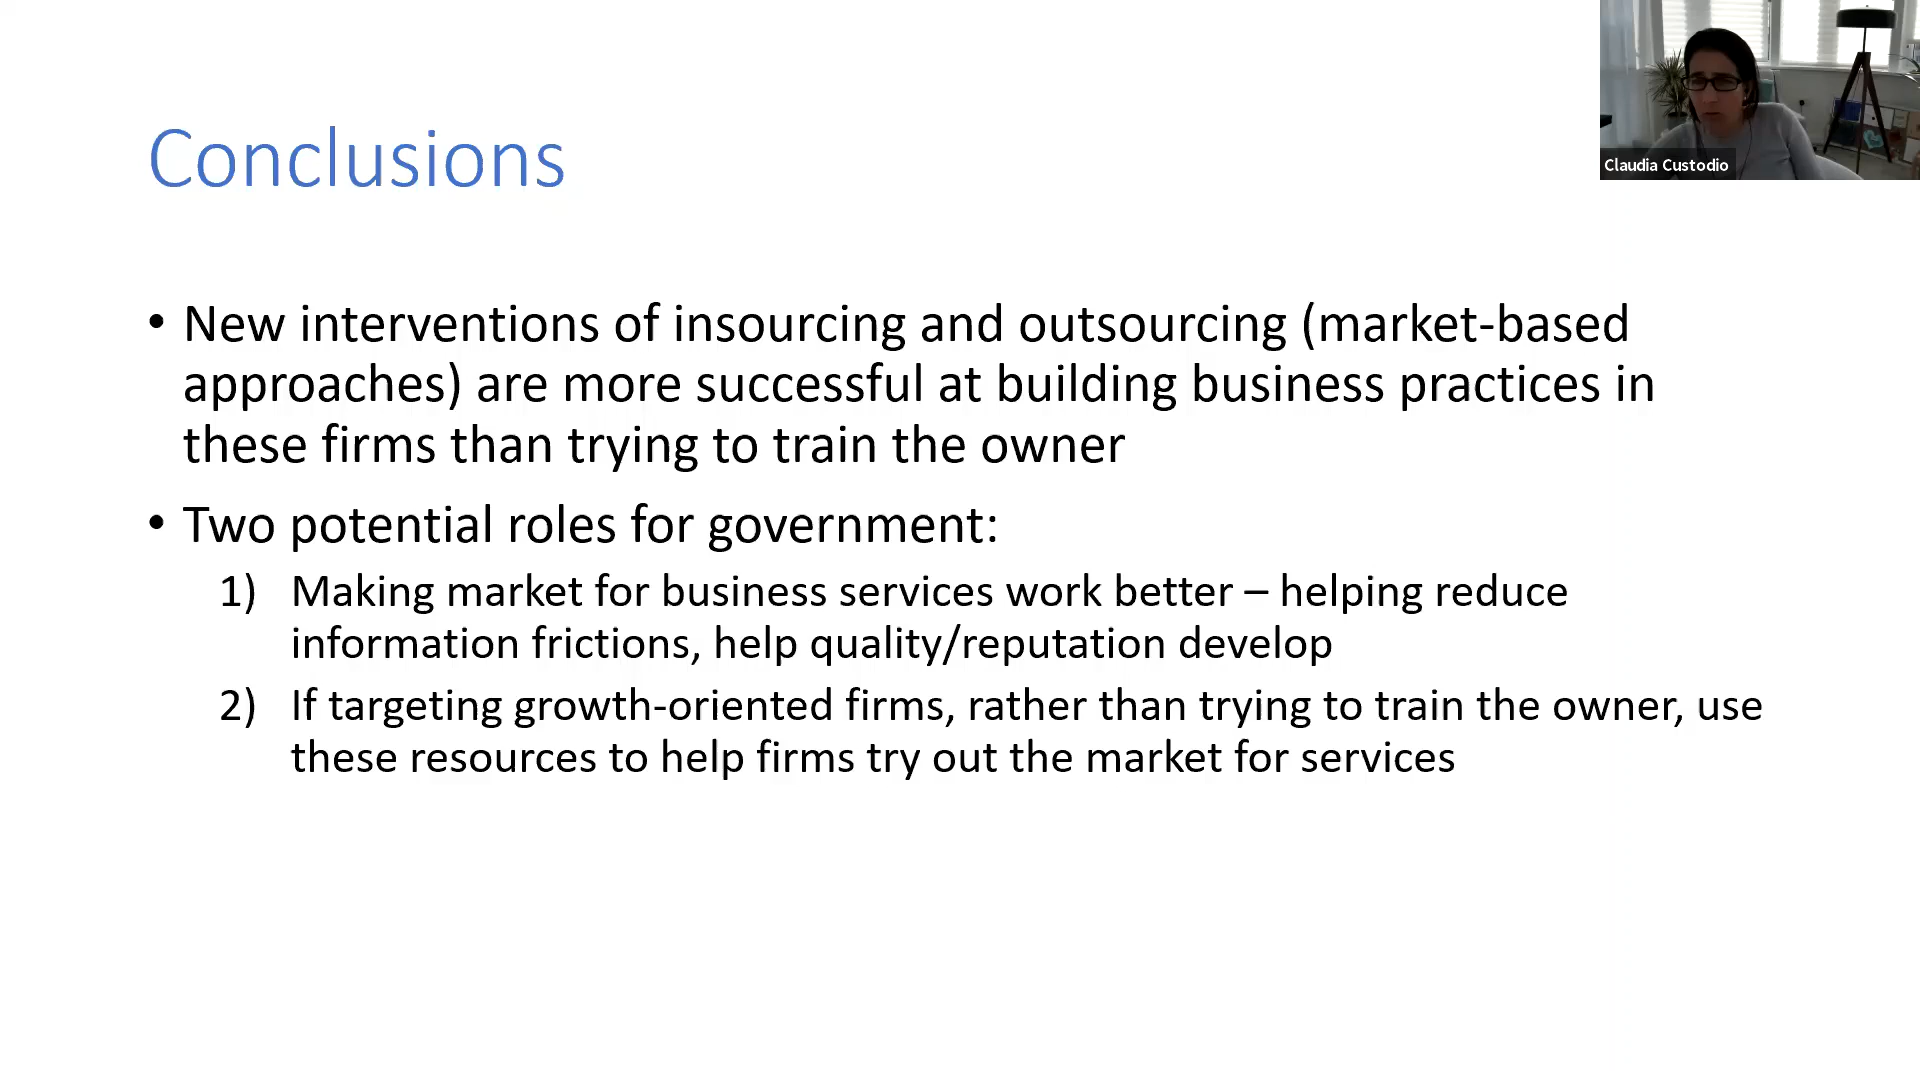 Conclusions
Claudia Custodio
• New interventions of insourcing and outsourcing (market-based
approaches) are more successful at building business practices in
these firms than trying to train the owner
• Two potential roles for government:
1) Making market for business services work better – helping reduce
information frictions, help quality/reputation develop
2) If targeting growth-oriented firms, rather than trying to train the owner, use
these resources to help firms try out the market for services